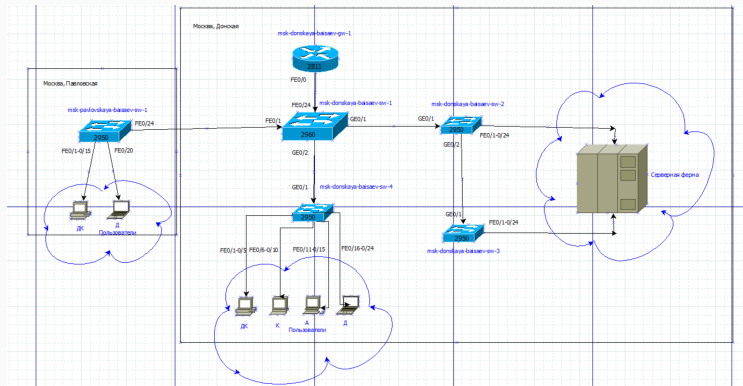 Москва, Донская
msk-donskaya-baisaev-gw-1
2811
FE0/0
Москва, Павловская
msk-pavlovskaya-baisaev-sw-1
FE0/24
2950
FE0/1-0/15
FE0/20
ДК
Д
Пользователи
FE0/24
msk-donskaya-baisaev-sw-1
FE0/1
GE0/1
2960
GE0/2
msk-donskaya-baisaev-sw-2
GE0/1
2950
FE0/1-0/24
GE0/2
Серверная ферма
GE0/1
msk-donskaya-baisaev-sw-4
2950
GE0/1
FE0/1-0/24
2950
msk-donskaya-baisaev-sw-3
FE0/1-0/5
FE0/6-0/10
FE0/11-0/15
FE0/16-0/24
ДК
К
А
Д
Пользователи